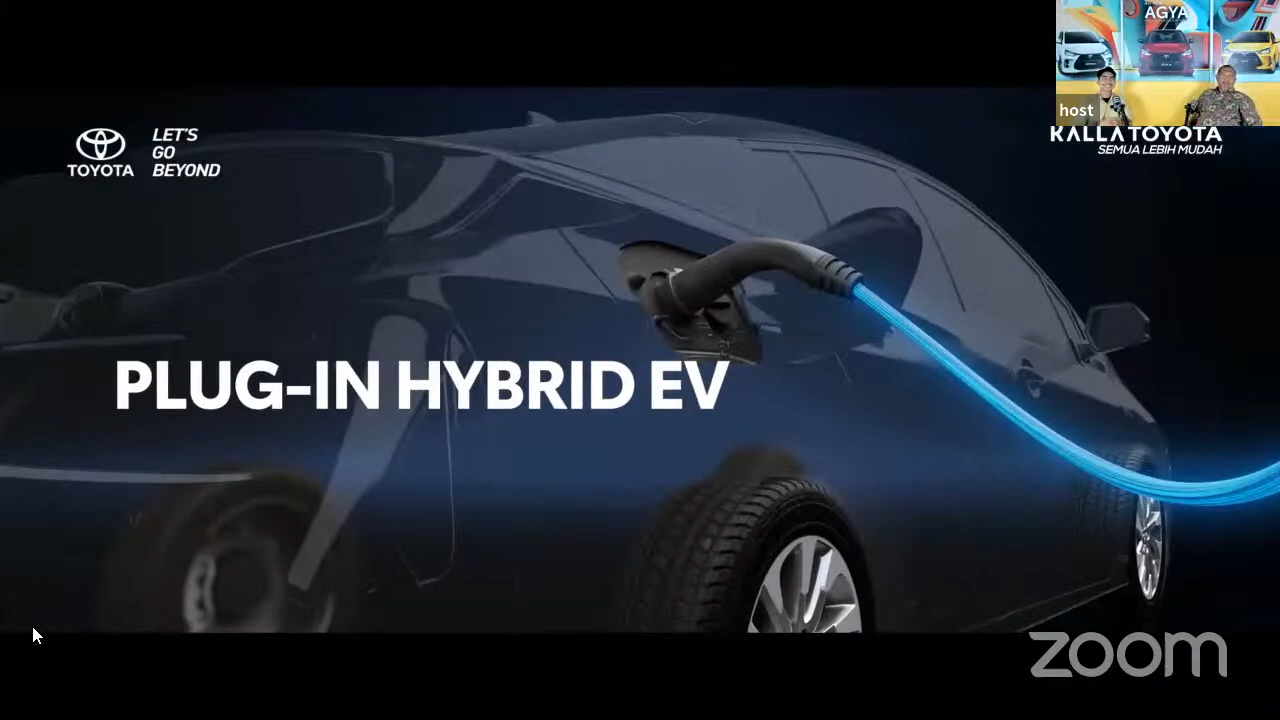 AGYA
host
TOYOTA
LET'S
GO
BEYOND
KALLA TOYOTA
SEMUA LEBIH MUDAH
PLUG-IN HYBRID EV
zoom